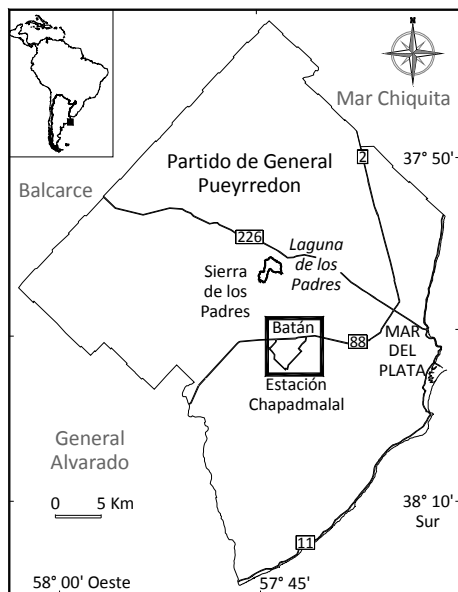 Mar Chiquita
2
37° 50'
Partido de General
Pueyrredon
Balcarce
226
Laguna
de los
Padres
Sierra
de los
Padres
Batán
88
MAR
DEL
PLATA
Estación
Chapadmalal
General
Alvarado
0 5 Km
38° 10'
Sur
11
58° 00' Oeste
57° 45'